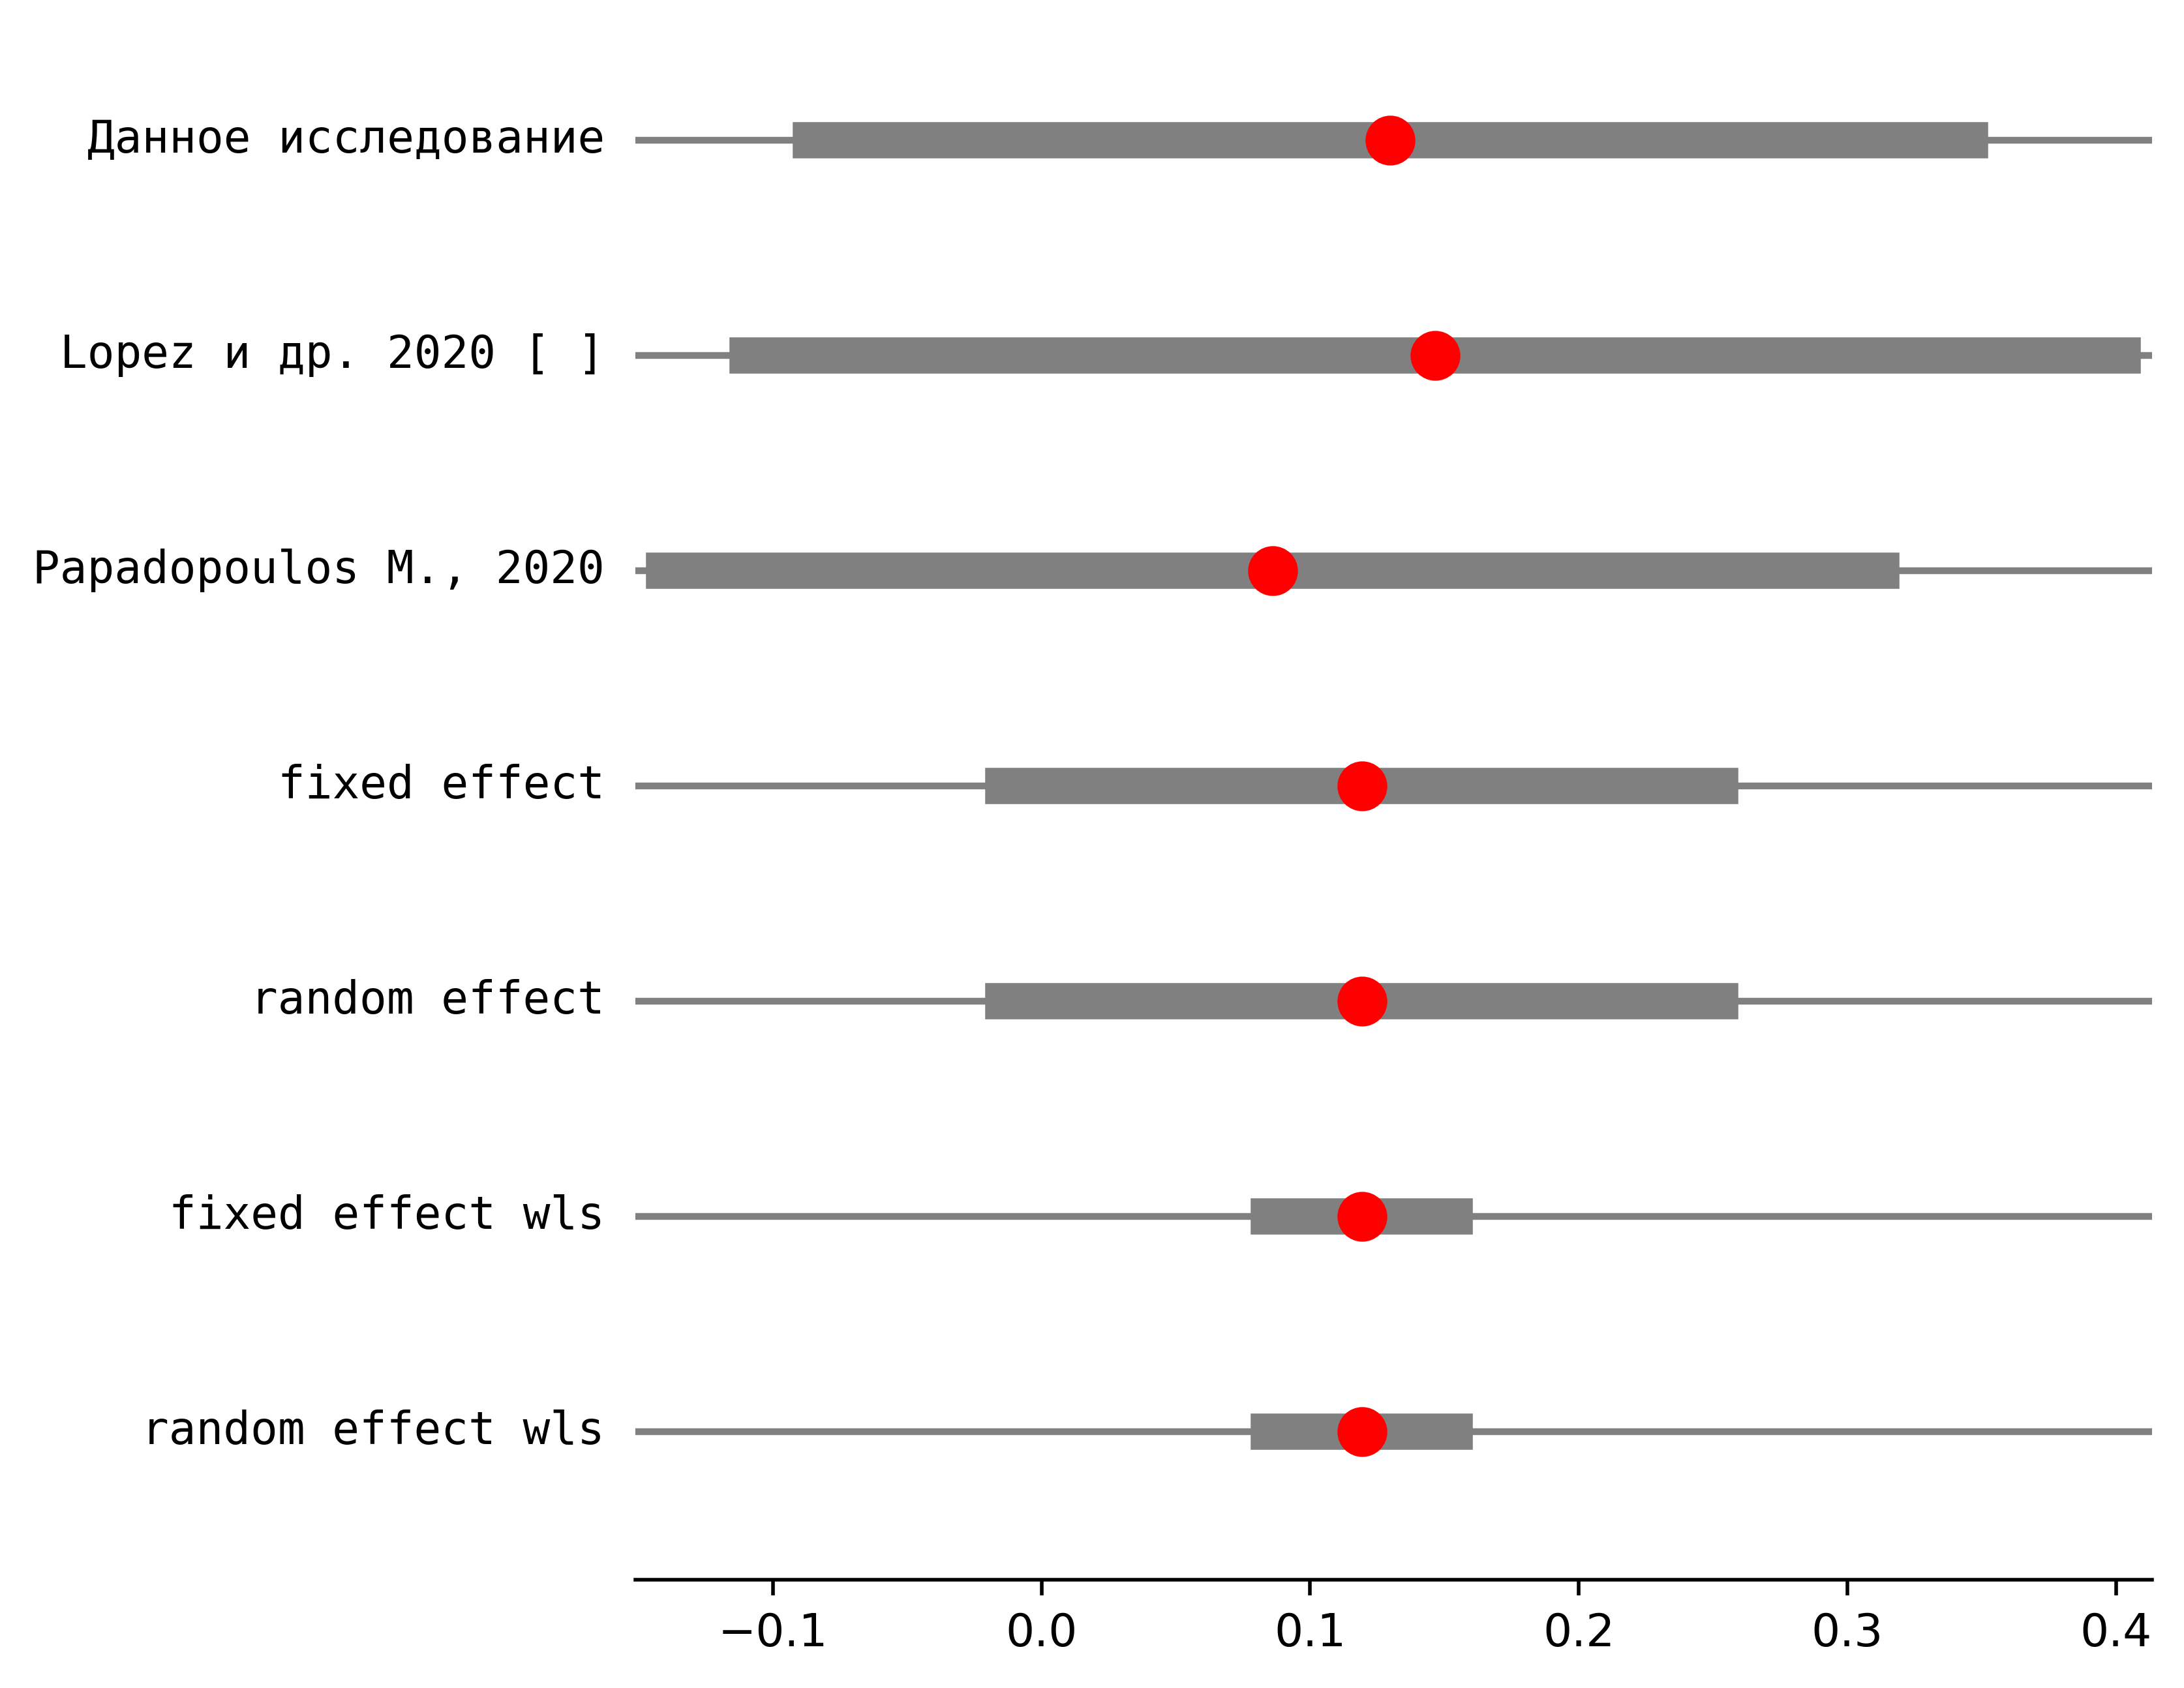 Данное исследование
Lopez и др. 2020 [ ]
Papadopoulos M., 2020
fixed effect
random effect
fixed effect wls
random effect wls
−0.1 0.0 0.1 0.2 0.3 0.4